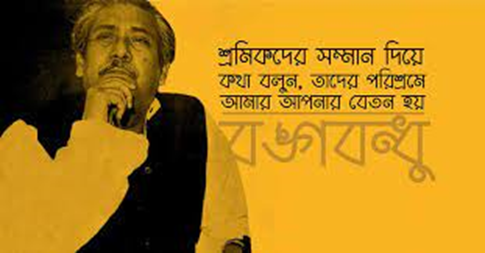 শ্রমিকদের সম্মান দিয়ে
কথা বলুন, তাদের পরিশ্রমে
আমার আপনার বেতন হয়
বঙ্গবন্ধু